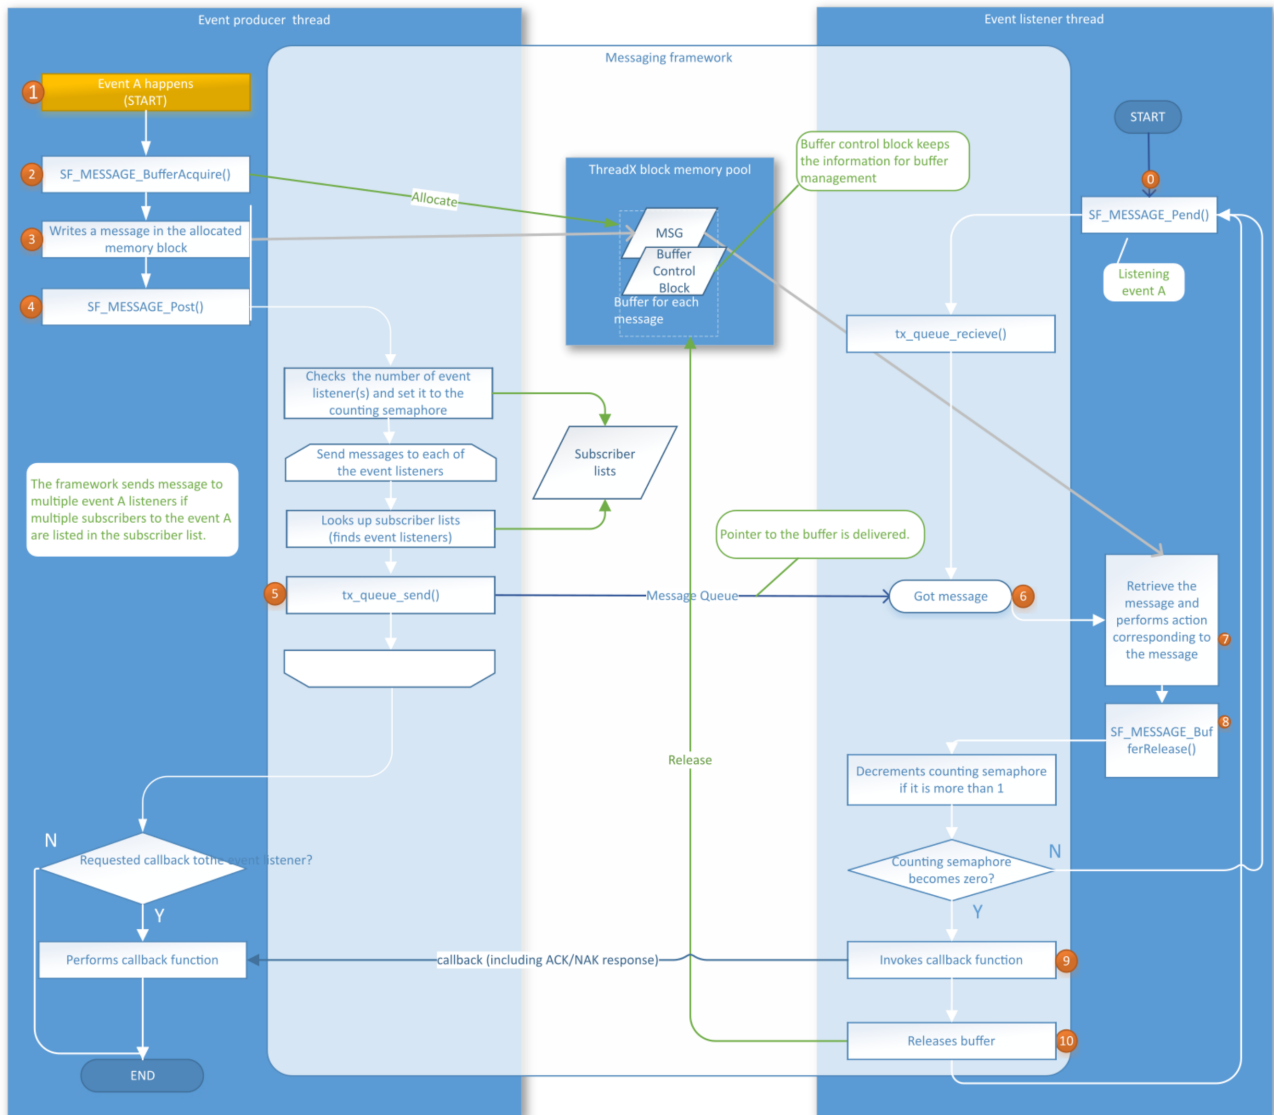 Event producer  thread
Event listener thread
Messaging framework
1
Event A happens
(START)
2
SF_MESSAGE_BufferAcquire()
3
Writes a message in the allocated
memory block
4
SF_MESSAGE_Post()
Allocate
ThreadX block memory pool
MSG
Buffer
Control
Block
Buffer for each
message
Buffer control block keeps
the information for buffer
management
START
0
SF_MESSAGE_Pend()
Listening
event A
tx_queue_recieve()
Checks  the number of event
listener(s) and set it to the
counting semaphore
Send messages to each of
the event listeners
Subscriber
lists
Looks up subscriber lists
(finds event listeners)
The framework sends message to
multiple event A listeners if
multiple subscribers to the event A
are listed in the subscriber list.
Pointer to the buffer is delivered.
5
tx_queue_send()
Message Queue
Got message
6
Retrieve the
message and
performs action
corresponding to
the message
7
SF_MESSAGE_Buf
ferRelease()
8
Release
Decrements counting semaphore
if it is more than 1
Counting semaphore
becomes zero?
N
Y
N
Requested callback tothe event listener?
Y
Performs callback function
callback (including ACK/NAK response)
Invokes callback function
9
Releases buffer
10
END